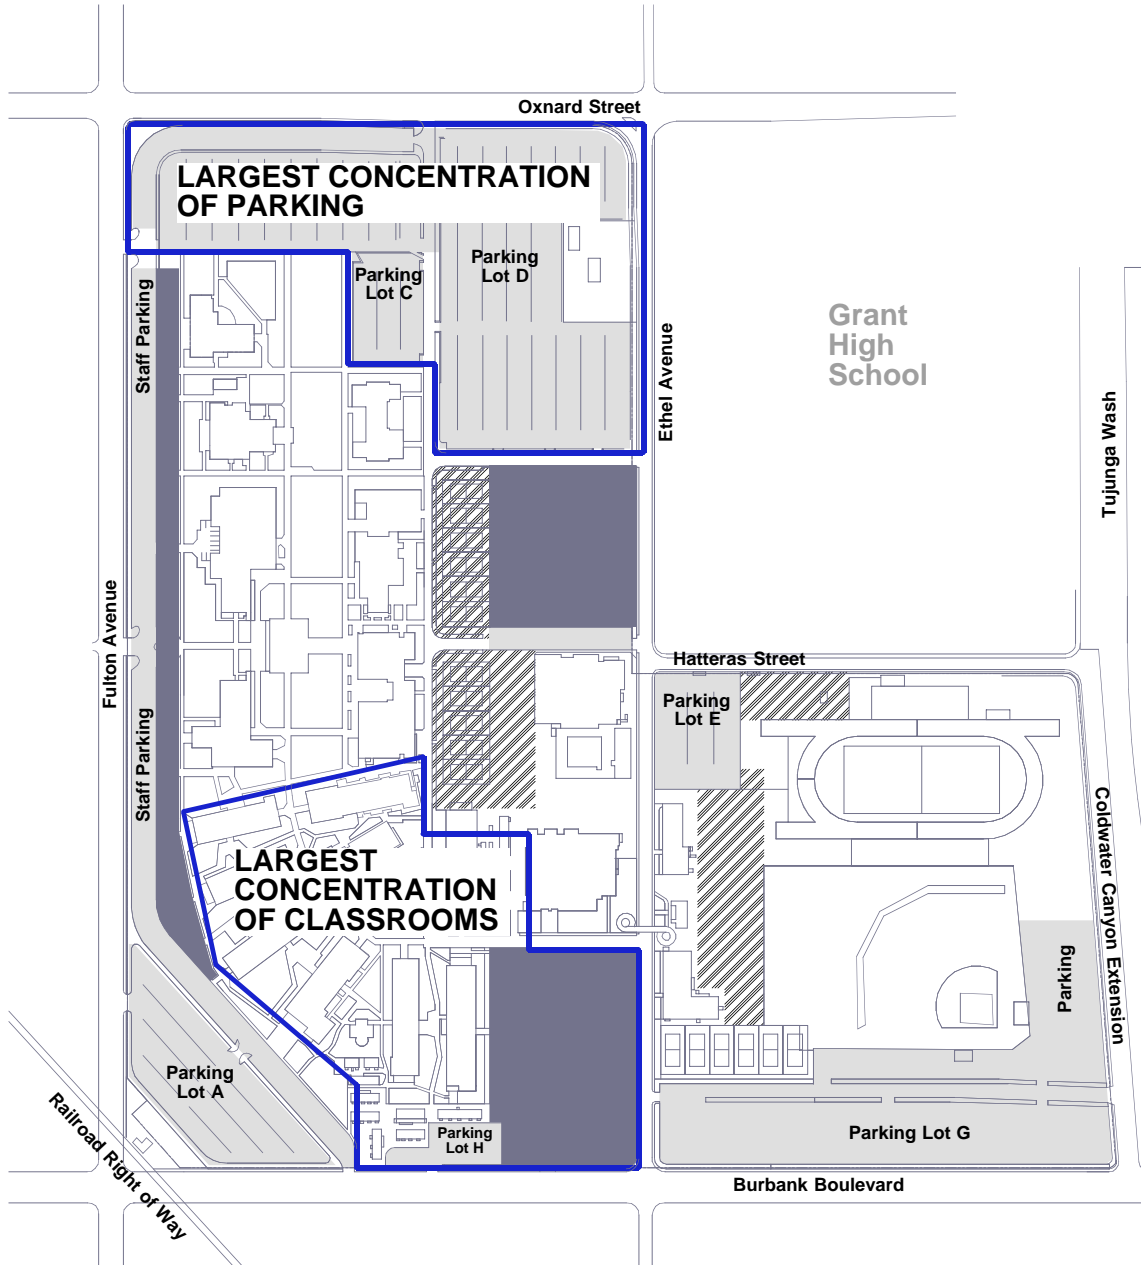 Oxnard Street
LARGEST CONCENTRATION
OF PARKING
Parking
Lot C
Parking
Lot D
Staff Parking
Grant
High
School
Ethel Avenue
Tujunga Wash
Fulton Avenue
Hatteras Street
Parking
Lot E
Staff Parking
Coldwater Canyon Extension
LARGEST
CONCENTRATION
OF CLASSROOMS
Parking
Parking
Lot A
Railroad Right of Way
Parking
Lot H
Parking Lot G
Burbank Boulevard